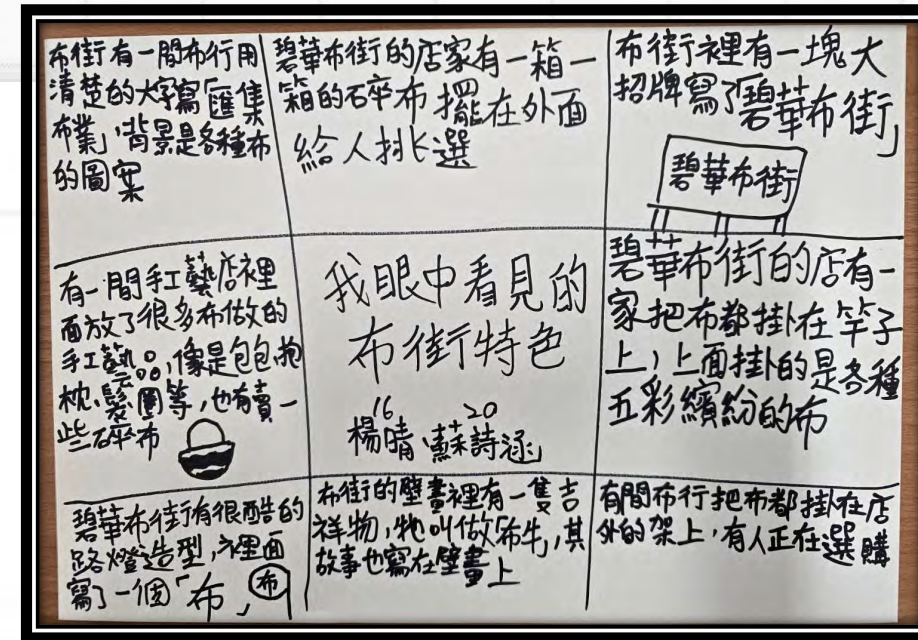 布街有一間布行用
清楚的大字寫「匯集
布業」,背景是各種布
的圖案
碧華布街的店家有一箱一
箱的碎布擺在外面
給人挑選
布街裡有一塊大
招牌寫了「碧華布街」
碧華布街
有一間手工藝店裡
面放了很多布做的
手工藝品,像是包包、抱
枕、髮圈等,也有賣一
些碎布
我眼中看見的
布街特色
16 20
楊晴、蘇詩涵
碧華布街的店有一
家把布都掛在竿子
上,上面掛的是各種
五彩繽紛的布
碧華布街有很酷的
路燈造型,裡面
寫了一個「布」
布
布街的壁畫裡有一隻吉
祥物,牠叫做「布牛」,其
故事也寫在壁畫上
有間布行把布都掛在店
外的架上,有人正在選購